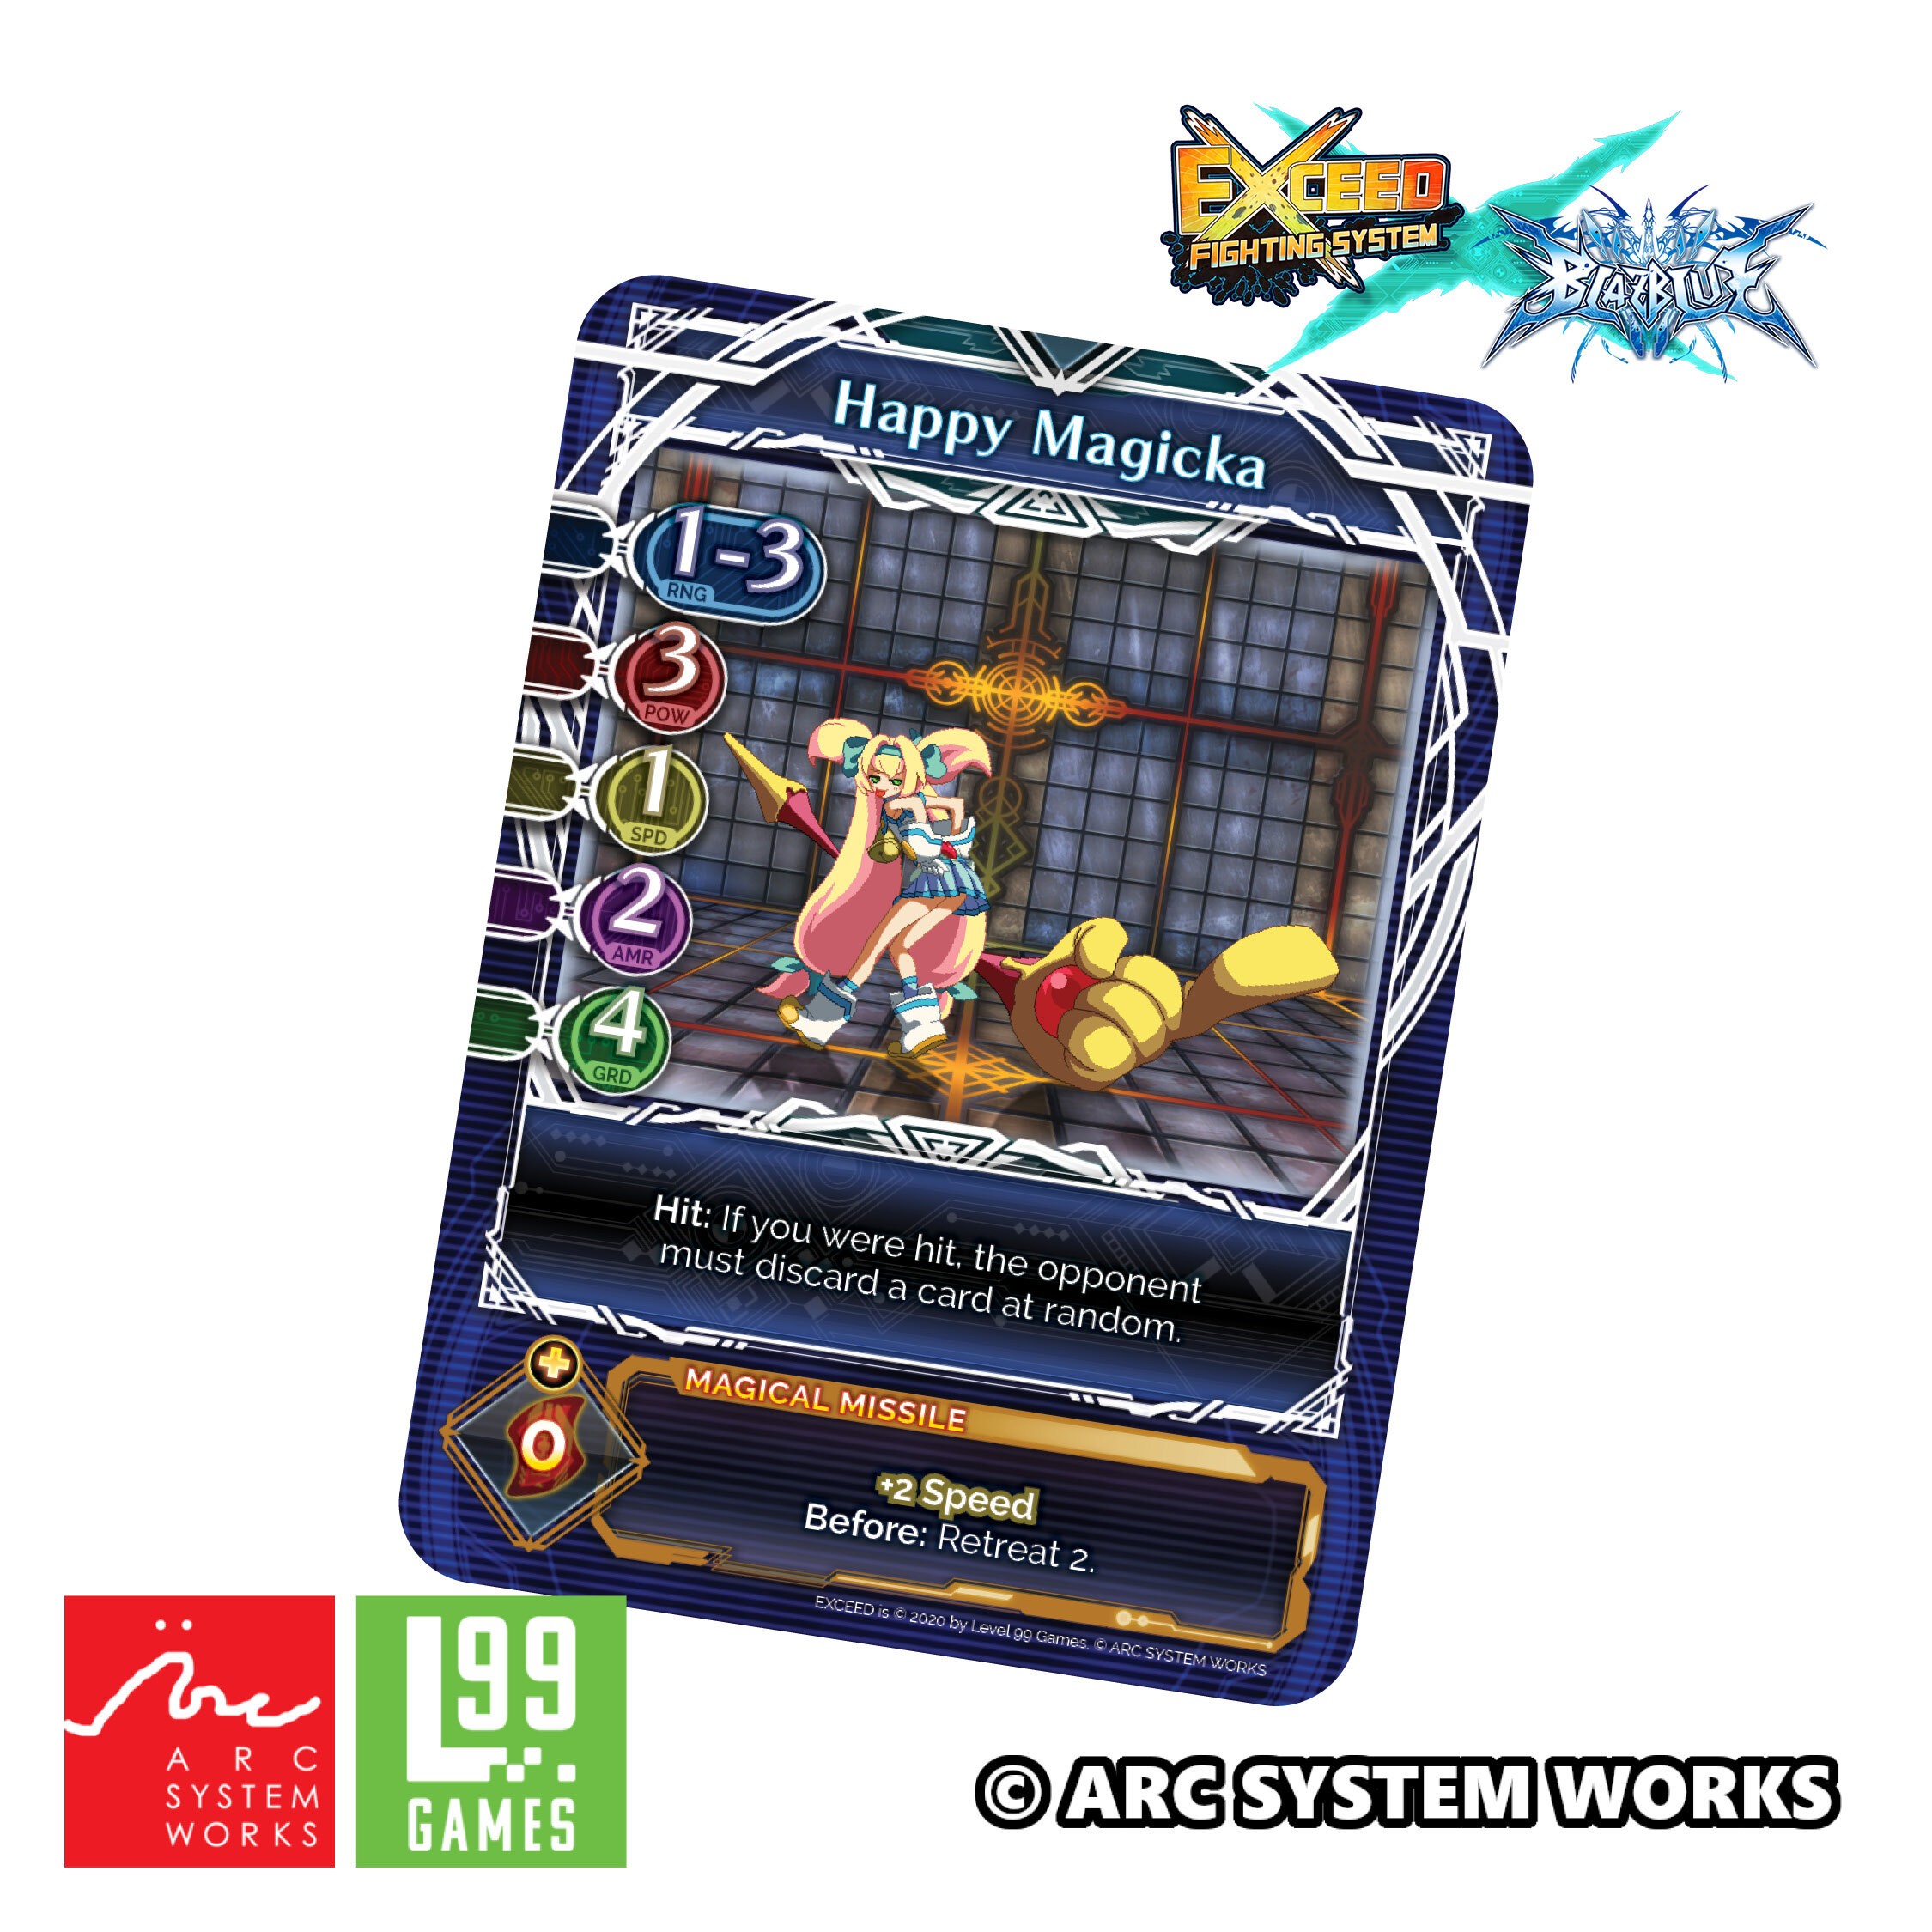 EXCEED
FIGHTING SYSTEM
BLAZBLUE
Happy Magicka
1-3
RNG
3
POW
1
SPD
2
AMR
4
GRD
Hit: If you were hit, the opponent
must discard a card at random.
+
0
MAGICAL MISSILE
+2 Speed
Before: Retreat 2.
EXCEED is © 2020 by Level 99 Games. © ARC SYSTEM WORKS
Arc
ARC
SYSTEM
WORKS
L99
GAMES
© ARC SYSTEM WORKS